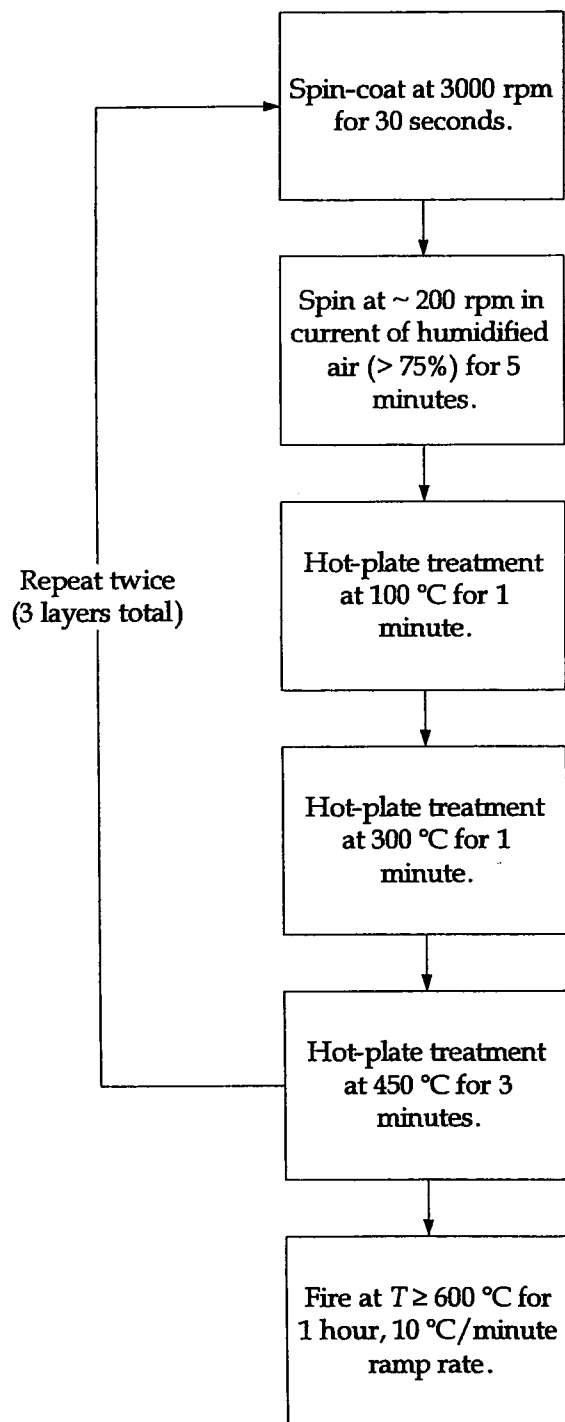 Spin-coat at 3000 rpm
for 30 seconds.
Spin at ~ 200 rpm in
current of humidified
air (> 75%) for 5
minutes.
Hot-plate treatment
at 100 °C for 1
minute.
Repeat twice
(3 layers total)
Hot-plate treatment
at 300 °C for 1
minute.
Hot-plate treatment
at 450 °C for 3
minutes.
Fire at T ≥ 600 °C for
1 hour, 10 °C/minute
ramp rate.